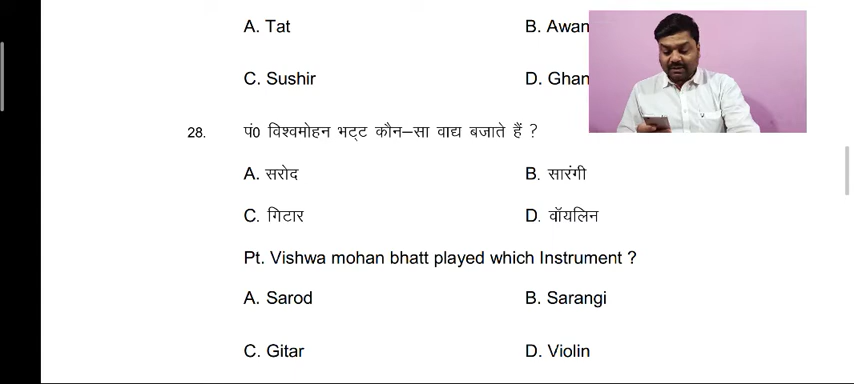 A. Tat B. Awan
C. Sushir D. Ghan
28. पं0 विश्वमोहन भट्ट कौन–सा वाद्य बजाते हैं ?
A. सरोद B. सारंगी
C. गिटार D. वॉयलिन
Pt. Vishwa mohan bhatt played which Instrument ?
A. Sarod B. Sarangi
C. Gitar D. Violin